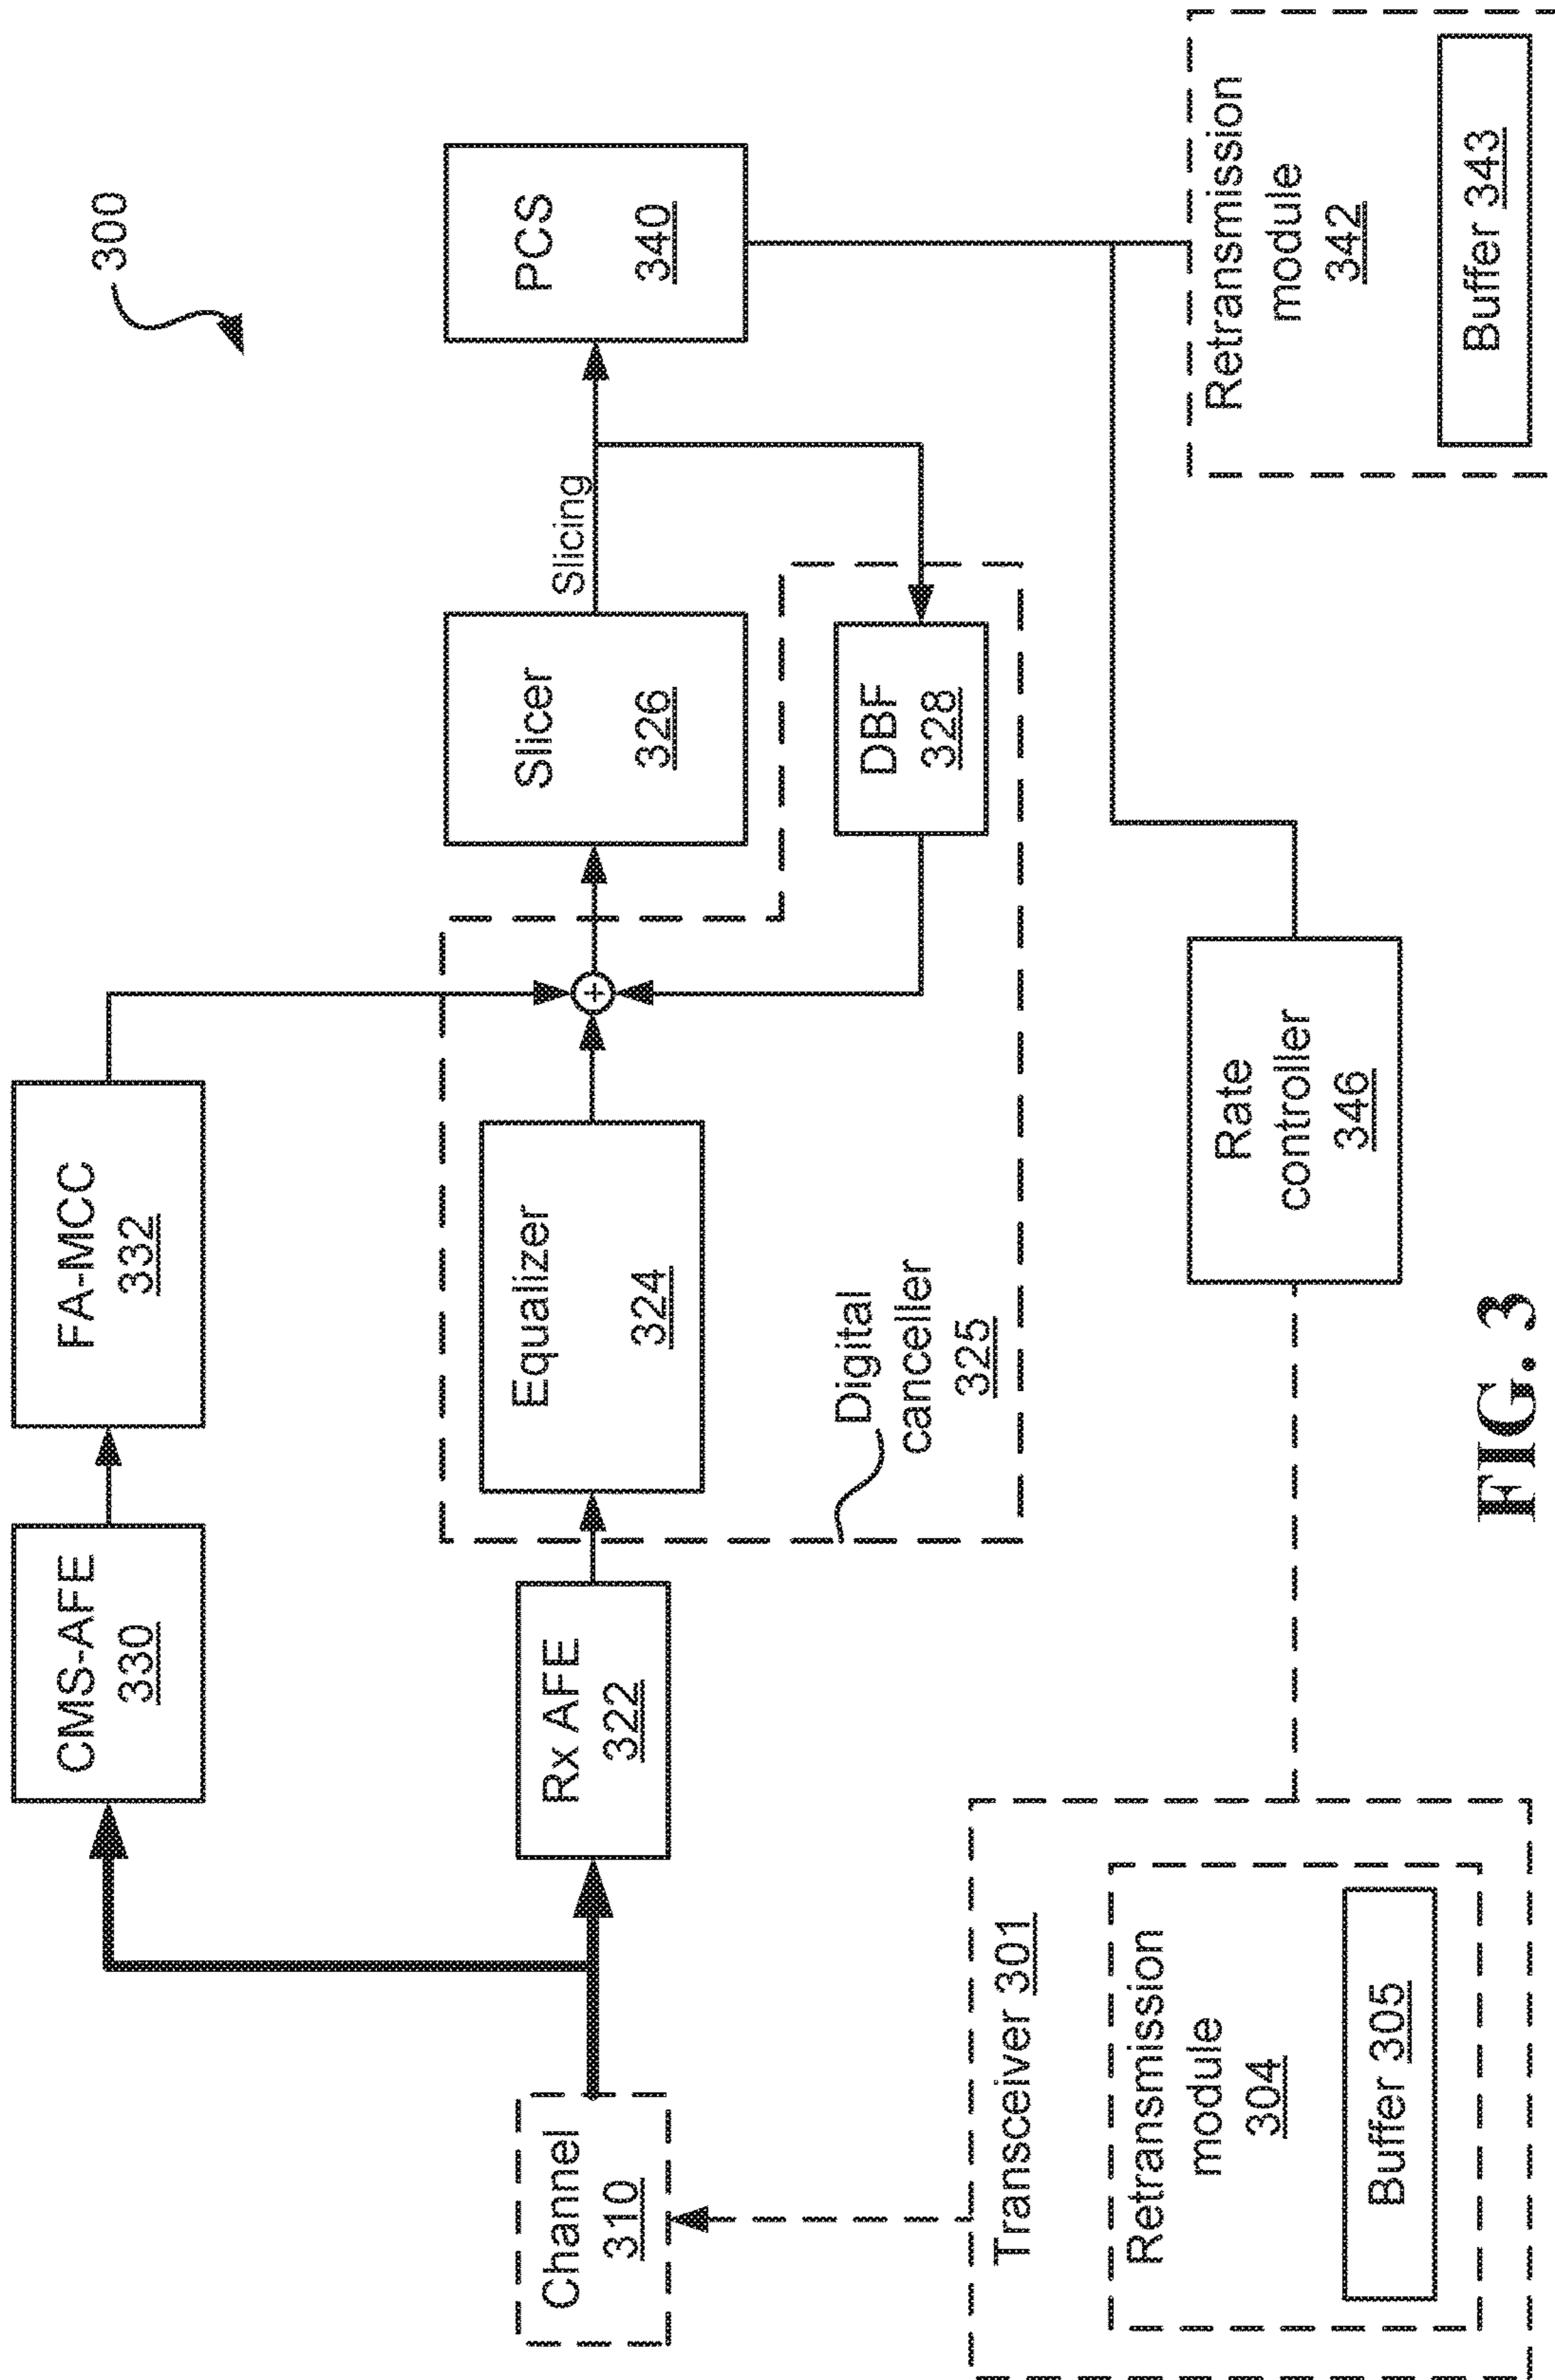 300
CMS-AFE
330
FA-MCC
332
Channel
310
Rx AFE
322
Equalizer
324
+
Slicer
326
Slicing
PCS
340
DBF
328
Digital
canceller
325
Transceiver 301
Retransmission
module
304
Buffer 305
Rate
controller
346
Retransmission
module
342
Buffer 343
FIG. 3